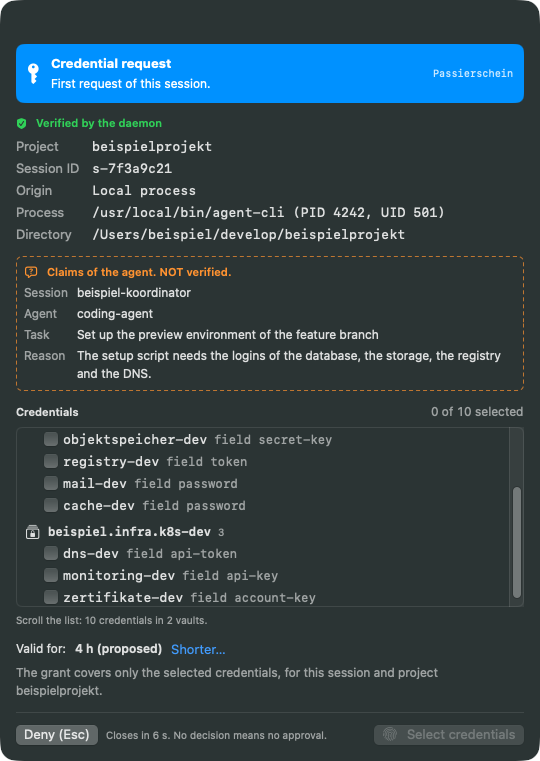 Credential request
First request of this session.
Passierschein
Verified by the daemon
Project beispielprojekt
Session ID s-7f3a9c21
Origin Local process
Process /usr/local/bin/agent-cli (PID 4242, UID 501)
Directory /Users/beispiel/develop/beispielprojekt
Claims of the agent. NOT verified.
Session beispiel-koordinator
Agent coding-agent
Task Set up the preview environment of the feature branch
Reason The setup script needs the logins of the database, the storage, the registry
and the DNS.
Credentials 0 of 10 selected
objektspeicher-dev field secret-key
registry-dev field token
mail-dev field password
cache-dev field password
beispiel.infra.k8s-dev 3
dns-dev field api-token
monitoring-dev field api-key
zertifikate-dev field account-key
Scroll the list: 10 credentials in 2 vaults.
Valid for: 4 h (proposed) Shorter...
The grant covers only the selected credentials, for this session and project
beispielprojekt.
Deny (Esc) Closes in 6 s. No decision means no approval. Select credentials